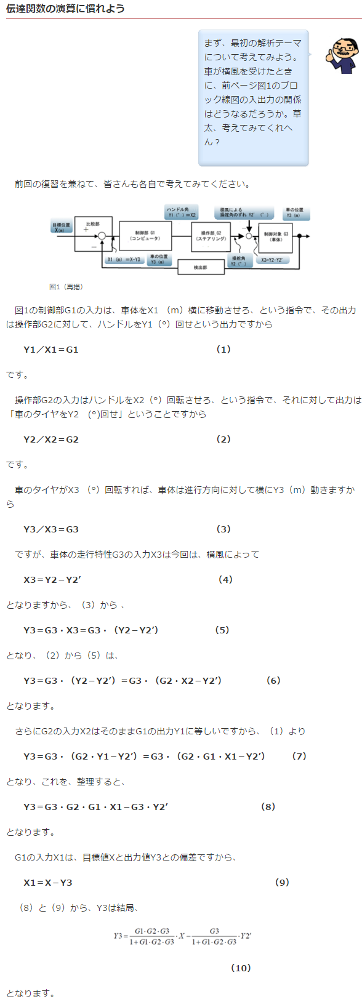 伝達関数の演算に慣れよう
まず、最初の解析テーマ
について考えてみよう。
車が横風を受けたとき
に、前ページ図1のブロ
ック線図の入出力の関係
はどうなるだろうか。草
太、考えてみてくれへ
ん？
前回の復習を兼ねて、皆さんも各自で考えてみてください。
目標位置
X(m)
比較部
＋
－
X1（m）＝X－Y3
車の位置
Y3（m）
制御部 G1
（コンピュータ）
ハンドル角
Y1（°）＝X2
操作部 G2
（ステアリング）
横風による
操舵角のずれ Y2′（°）
－
操舵角
Y2（°）
X3=Y2-Y2′
制御対象 G3
（車体）
車の位置
Y3（m）
検出部
図1（再掲）
図1の制御部G1の入力は、車体をX1 （m）横に移動させろ、という指令で、その出力
は操作部G2に対して、ハンドルをY1（°）回せという出力ですから
Y1／X1＝G1 （1）
です。
操作部G2の入力はハンドルをX2（°）回転させろ、という指令で、それに対して出力は
「車のタイヤをY2　(°)回せ」ということですから
Y2／X2＝G2 （2）
です。
車のタイヤがX3 （°）回転すれば、車体は進行方向に対して横にY3（m）動きますか
ら
Y3／X3＝G3 （3）
ですが、車体の走行特性G3の入力X3は今回は、横風によって
X3＝Y2－Y2′ （4）
となりますから、（3）から 、
Y3＝G3・X3＝G3・（Y2－Y2′） （5）
となり、（2）から（5）は、
Y3＝G3・（Y2－Y2′）＝G3・（G2・X2－Y2′） （6）
となります。
さらにG2の入力X2はそのままG1の出力Y1に等しいですから、（1）より
Y3＝G3・（G2・Y1－Y2′）＝G3・（G2・G1・X1－Y2′） （7）
となり、これを、整理すると、
Y3＝G3・G2・G1・X1－G3・Y2′ （8）
となります。
G1の入力X1は、目標値Xと出力値Y3との偏差ですから、
X1＝X－Y3 （9）
（8）と（9）から、Y3は結局、
Y3 = G1·G2·G3 / 1+G1·G2·G3 · X − G3 / 1+G1·G2·G3 · Y2′
（10）
となります。